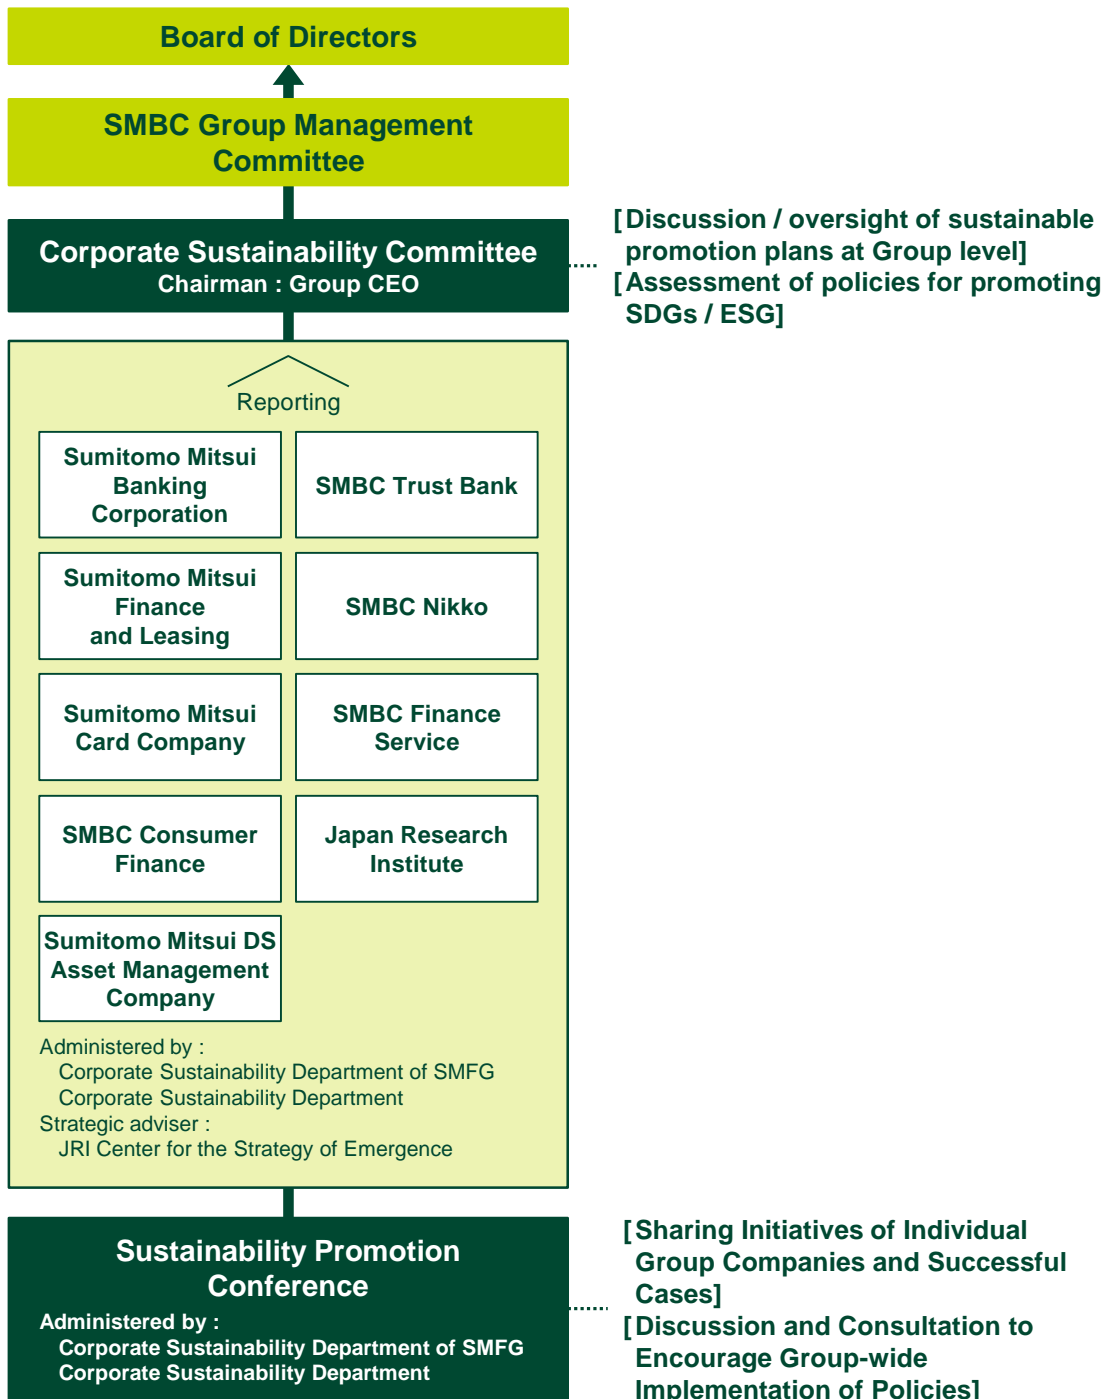 Board of Directors
SMBC Group Management
Committee
Corporate Sustainability Committee
Chairman : Group CEO
[Discussion / oversight of sustainable
promotion plans at Group level]
[Assessment of policies for promoting
SDGs / ESG]
Reporting
Sumitomo Mitsui
Banking
Corporation
SMBC Trust Bank
Sumitomo Mitsui
Finance
and Leasing
SMBC Nikko
Sumitomo Mitsui
Card Company
SMBC Finance
Service
SMBC Consumer
Finance
Japan Research
Institute
Sumitomo Mitsui DS
Asset Management
Company
Administered by :
Corporate Sustainability Department of SMFG
Corporate Sustainability Department
Strategic adviser :
JRI Center for the Strategy of Emergence
Sustainability Promotion
Conference
Administered by :
Corporate Sustainability Department of SMFG
Corporate Sustainability Department
[Sharing Initiatives of Individual
Group Companies and Successful
Cases]
[Discussion and Consultation to
Encourage Group-wide
Implementation of Policies]